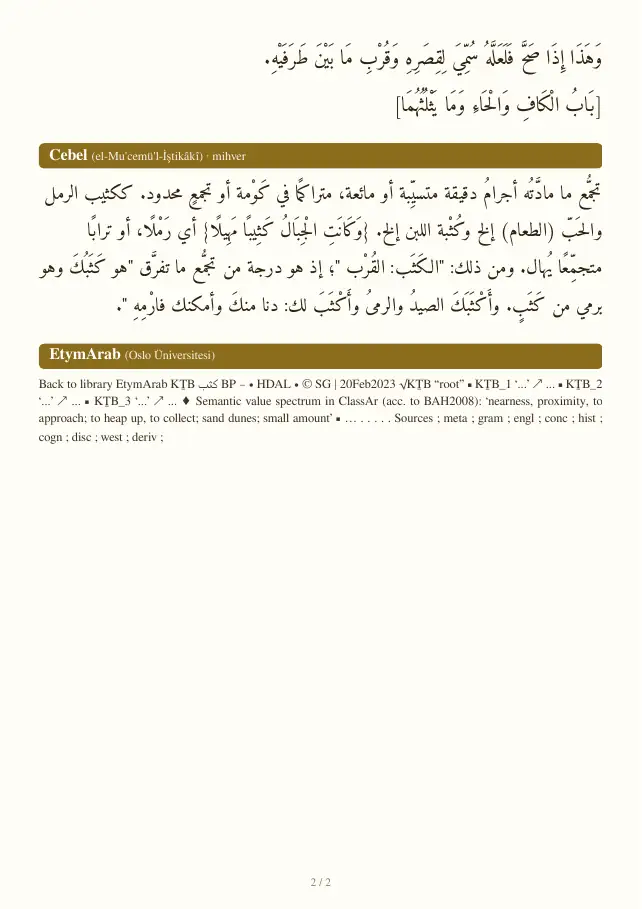 وَهَذَا إِذَا صَحَّ فَلَعَلَّهُ سُمِّيَ لِقِصَرِهِ وَقُرْبِ مَا بَيْنَ طَرَفَيْهِ.
[بَابُ الْكَافِ وَالْحَاءِ وَمَا يَثْلُثُهُمَا]
Cebel (el-Mu'cemü'l-İştikâkî) · mihver
تجمُّع ما مادَّتُه أجرامُ دقيقة متسيِّبة أو مائعة، متراكمًا في كَوْمة أو تجمعٍ محدود. ككثيب الرمل
والحَبّ (الطعام) إلخ وكُثْبة اللبن إلخ. {وَكَانَتِ الْجِبَالُ كَثِيبًا مَهِيلًا} أي رَمْلًا، أو ترابًا
متجمِّعًا يُهال. ومن ذلك: "الكَثَب: القُرْب "؛ إذ هو درجة من تجمُّع ما تفرَّق "هو كَثَبُكَ وهو
يرمي من كَثَبٍ. وأَكْثَبَكَ الصيدُ والرمىُ وأَكْثَبَ لك: دنا منكَ وأمكنك فارْمِهِ ".
EtymArab (Oslo Üniversitesi)
Back to library EtymArab KṮB كثب BP – • HDAL • © SG | 20Feb2023 √KṮB “root” ▪ KṮB_1 ‘...’ ↗ ... ▪ KṮB_2
‘...’ ↗ ... ▪ KṮB_3 ‘...’ ↗ ... ♦ Semantic value spectrum in ClassAr (acc. to BAH2008): ‘nearness, proximity, to
approach; to heap up, to collect; sand dunes; small amount’ ▪ … . . . . . Sources ; meta ; gram ; engl ; conc ; hist ;
cogn ; disc ; west ; deriv ;
2 / 2